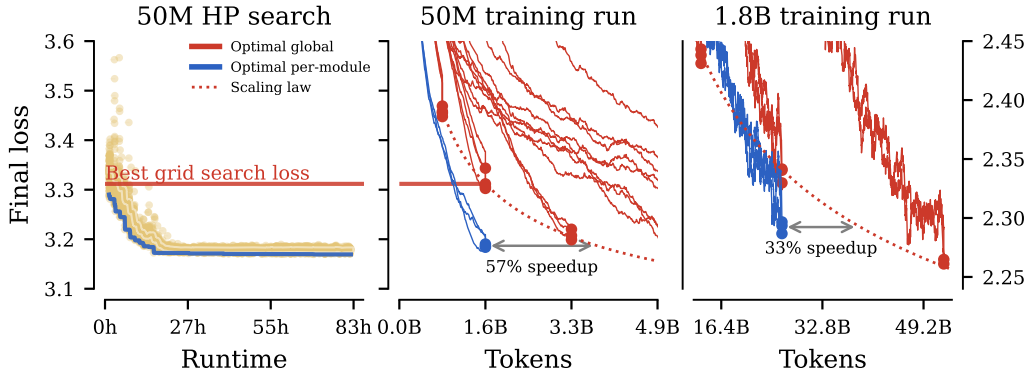 50M HP search
50M training run
1.8B training run
Final loss
3.6
3.5
3.4
3.3
3.2
3.1
Optimal global
Optimal per-module
Scaling law
Best grid search loss
0h
27h
55h
83h
Runtime
57% speedup
0.0B
1.6B
3.3B
4.9B
Tokens
33% speedup
16.4B
32.8B
49.2B
Tokens
2.45
2.40
2.35
2.30
2.25